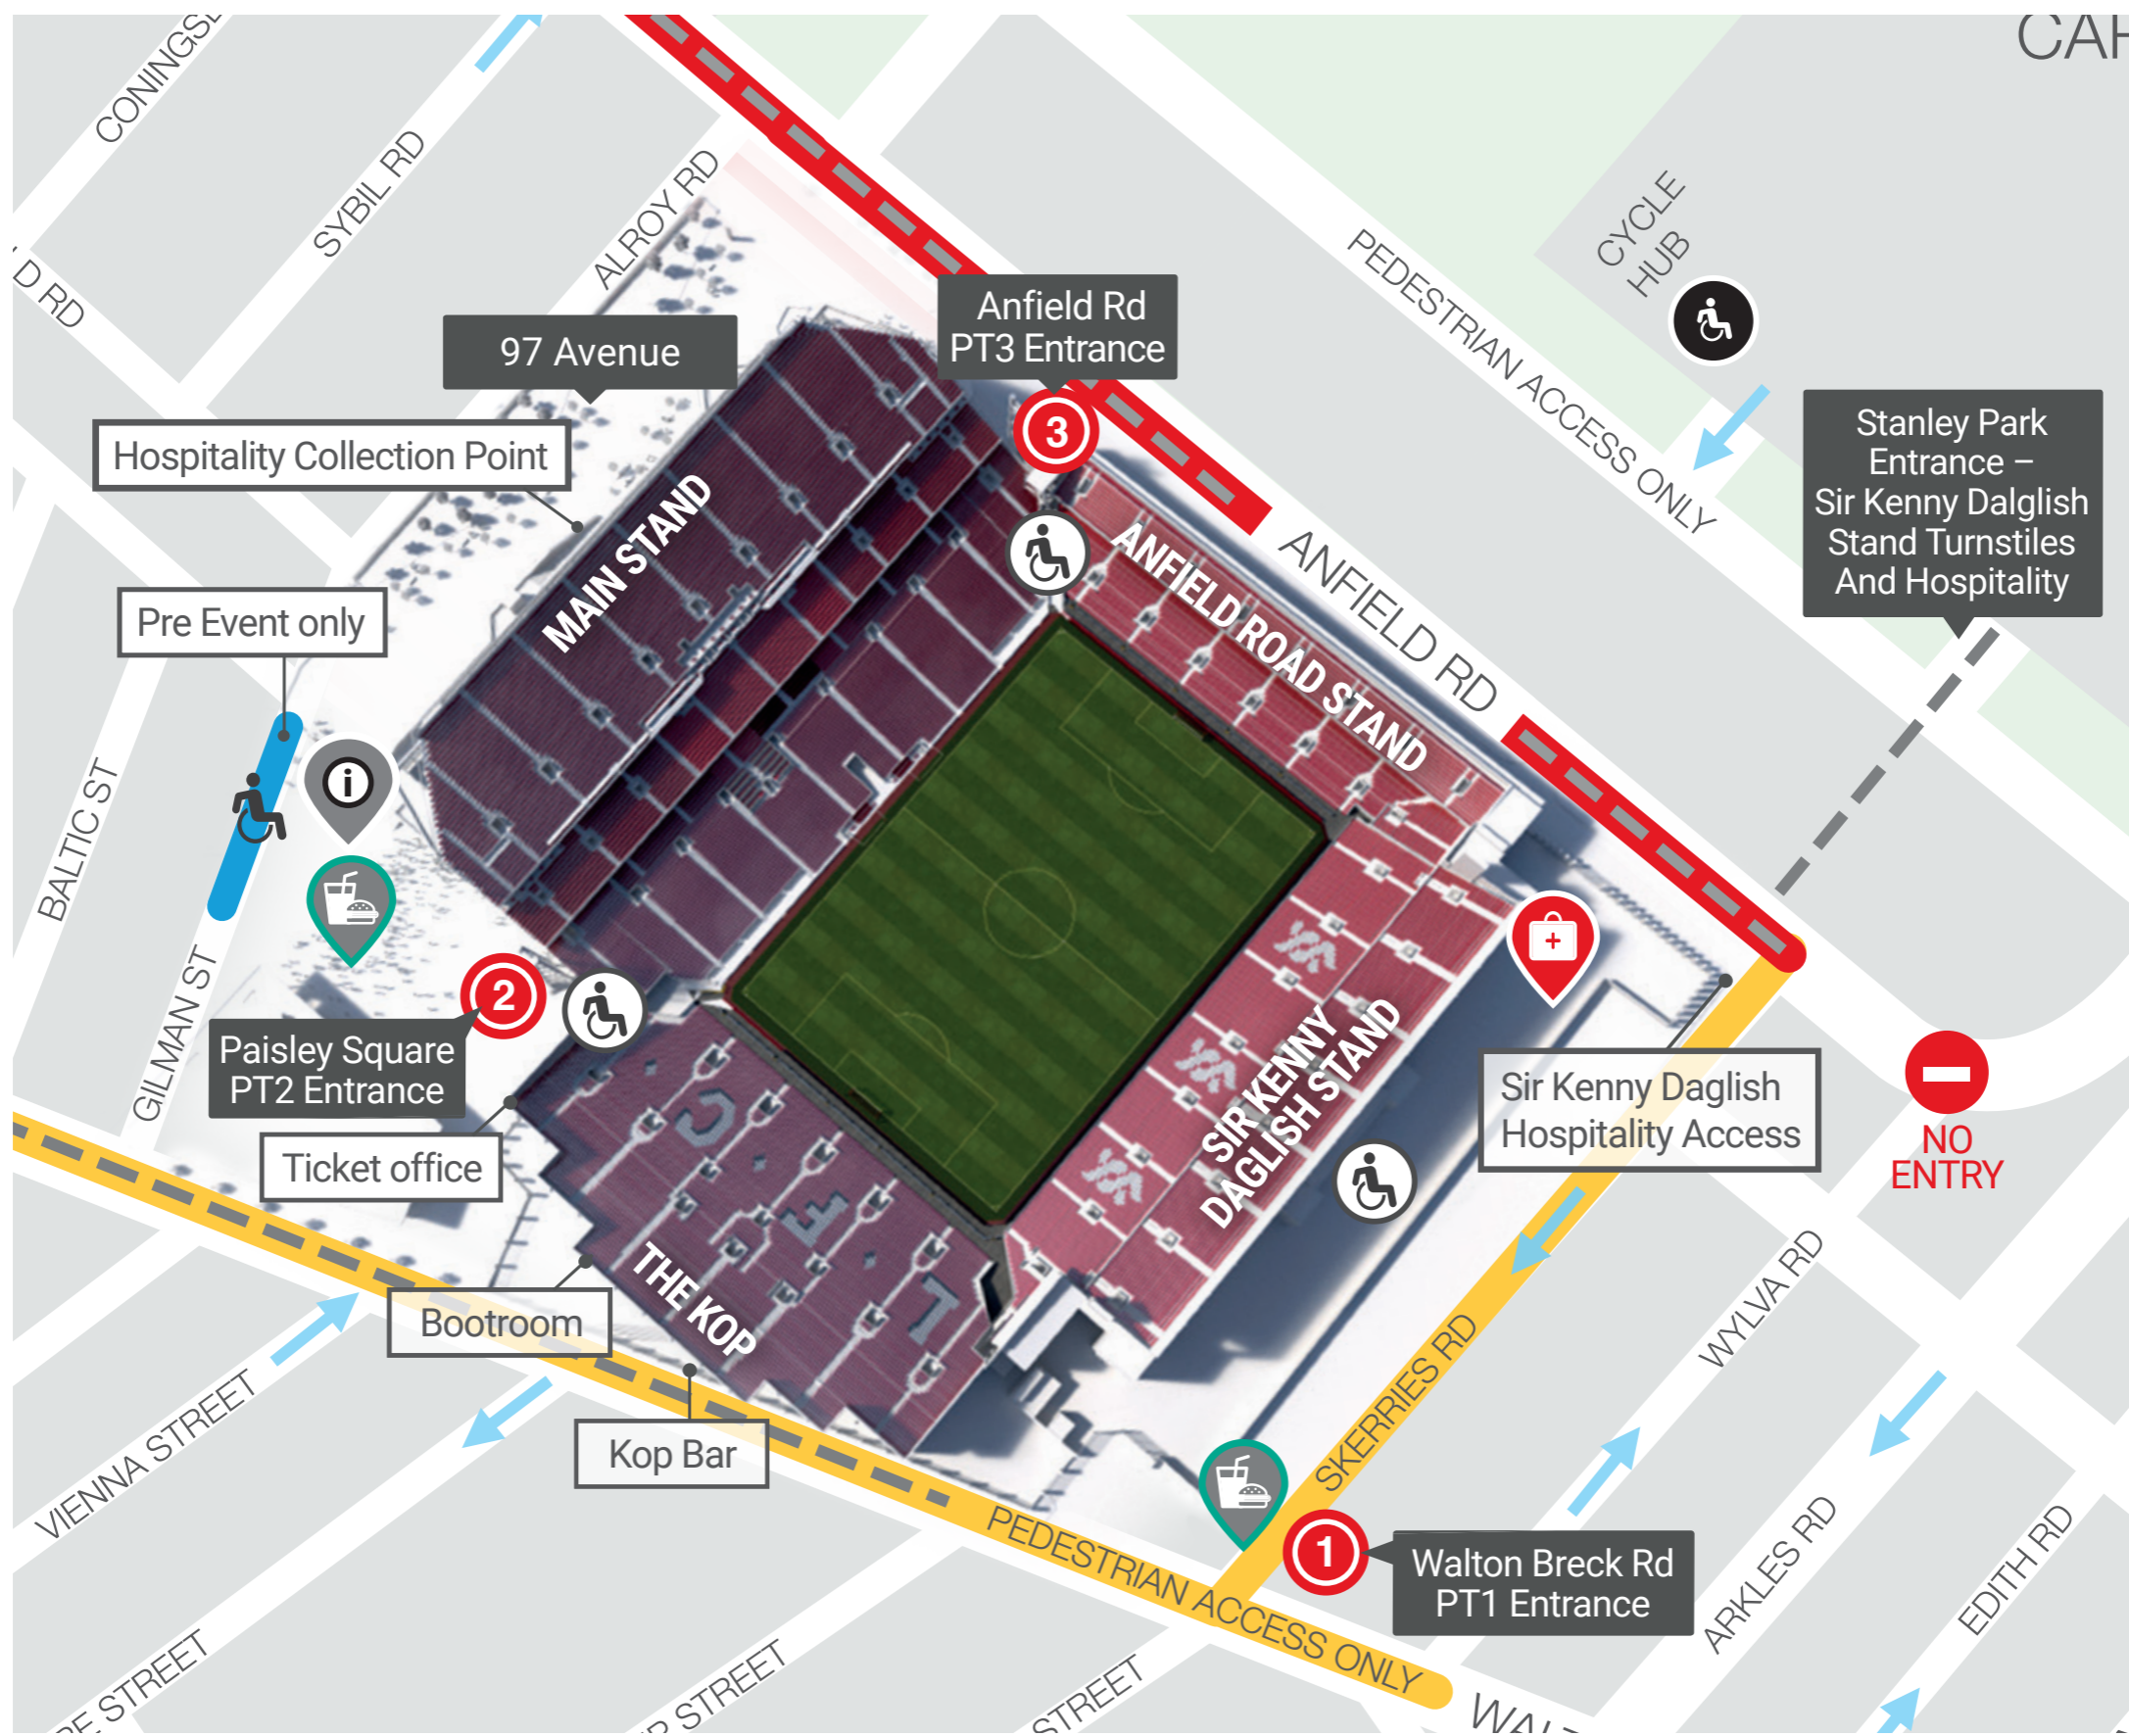 CYCLE
HUB
SYBIL RD
ALROY RD
PEDESTRIAN ACCESS ONLY
Anfield Rd
PT3 Entrance
3
97 Avenue
Hospitality Collection Point
Stanley Park
Entrance –
Sir Kenny Dalglish
Stand Turnstiles
And Hospitality
MAIN STAND
ANFIELD ROAD STAND
ANFIELD RD
Pre Event only
i
BALTIC ST
GILMAN ST
2
Paisley Square
PT2 Entrance
Ticket office
SIR KENNY
DAGLISH STAND
Sir Kenny Daglish
Hospitality Access
NO
ENTRY
THE KOP
Bootroom
Kop Bar
VIENNA STREET
SKERRIES RD
WYLVA RD
ARKLES RD
EDITH RD
1
Walton Breck Rd
PT1 Entrance
PEDESTRIAN ACCESS ONLY
STREET
STREET
STREET